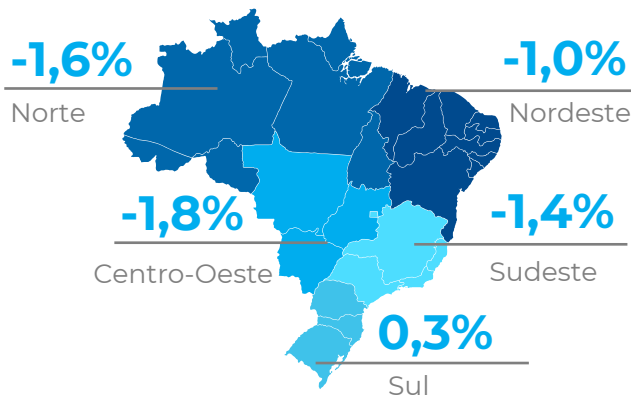 -1,6%
Norte
-1,0%
Nordeste
-1,8%
Centro-Oeste
-1,4%
Sudeste
0,3%
Sul